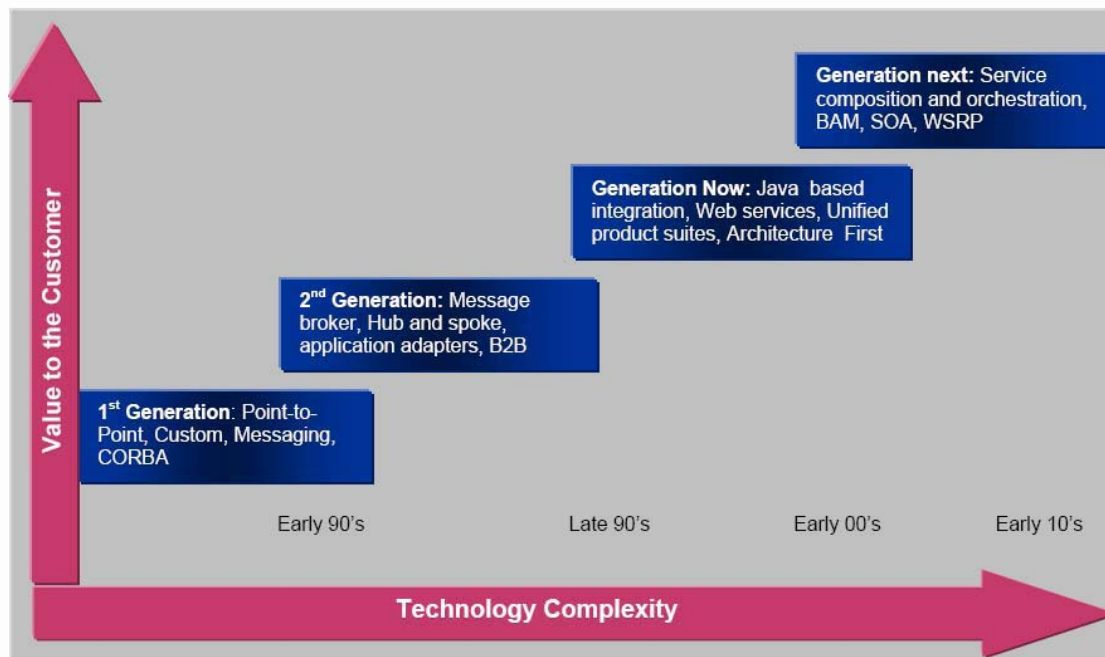 Generation next: Service
composition and orchestration,
BAM, SOA, WSRP
Generation Now: Java based
integration, Web services, Unified
product suites, Architecture First
2nd Generation: Message
broker, Hub and spoke,
application adapters, B2B
1st Generation: Point-to-
Point, Custom, Messaging,
CORBA
Value to the Customer
Early 90's
Late 90's
Early 00's
Early 10's
Technology Complexity